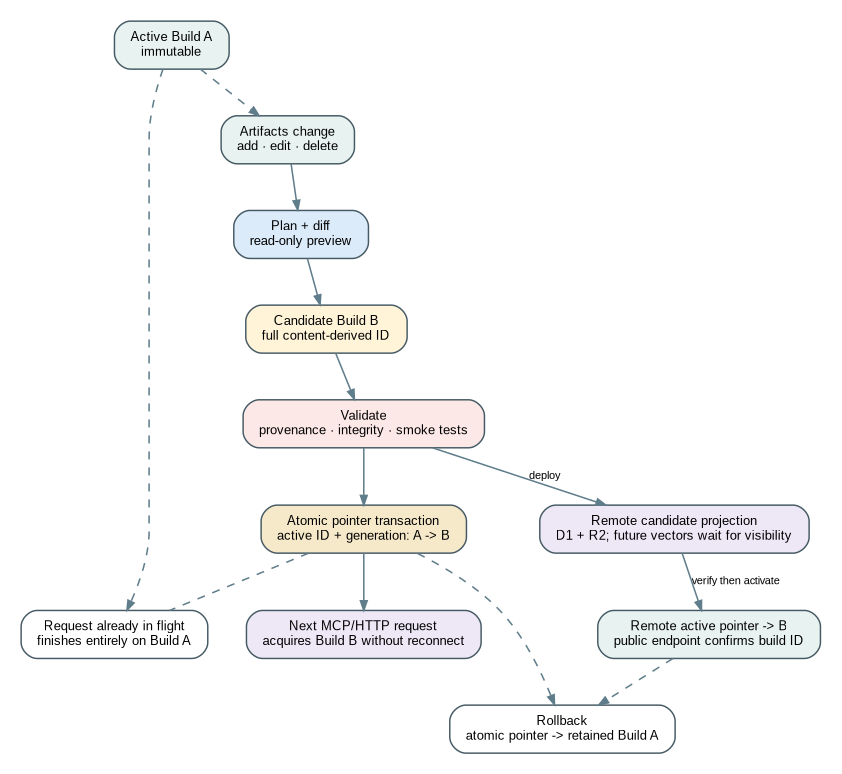 Active Build A
immutable
Artifacts change
add · edit · delete
Plan + diff
read-only preview
Candidate Build B
full content-derived ID
Validate
provenance · integrity · smoke tests
deploy
Atomic pointer transaction
active ID + generation: A -> B
Remote candidate projection
D1 + R2; future vectors wait for visibility
verify then activate
Request already in flight
finishes entirely on Build A
Next MCP/HTTP request
acquires Build B without reconnect
Remote active pointer -> B
public endpoint confirms build ID
Rollback
atomic pointer -> retained Build A